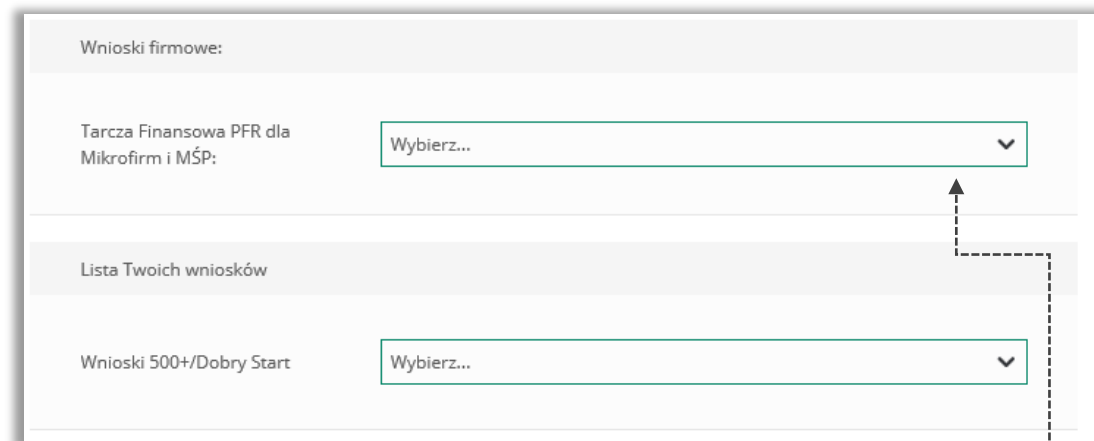 Wnioski firmowe:
Tarcza Finansowa PFR dla
Mikrofirm i MŚP:
Wybierz...
Lista Twoich wniosków
Wnioski 500+/Dobry Start
Wybierz...